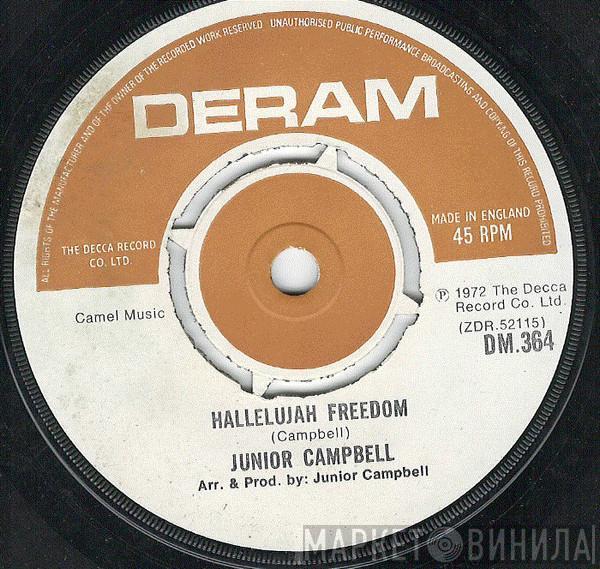 ALL RIGHTS OF THE MANUFACTURER AND OF THE OWNER OF THE RECORDED WORK RESERVED UNAUTHORISED PUBLIC PERFORMANCE BROADCASTING AND COPYING OF THIS RECORD PROHIBITED
DERAM
THE DECCA RECORD
CO. LTD.
MADE IN ENGLAND
45 RPM
Camel Music
℗ 1972 The Decca
Record Co. Ltd.
(ZDR.52115)
DM.364
HALLELUJAH FREEDOM
(Campbell)
JUNIOR CAMPBELL
Arr. & Prod. by: Junior Campbell
МАРКЕТ ВИНИЛА